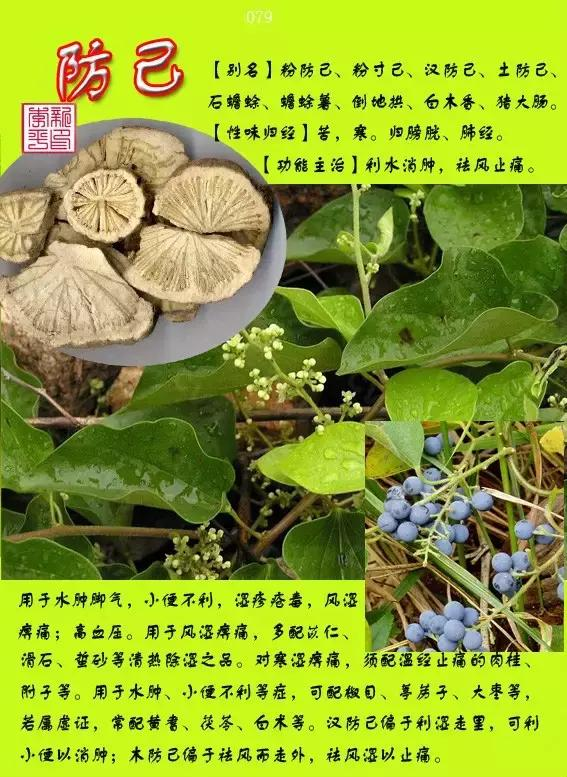 079
防己
【别名】粉防己、粉寸己、汉防己、土防己、
石蟾蜍、蟾蜍薯、倒地拱、白木香、猪大肠。
【性味归经】苦，寒。归膀胱、肺经。
【功能主治】利水消肿，祛风止痛。
用于水肿脚气，小便不利，湿疹疮毒，风湿
痹痛；高血压。用于风湿痹痛，多配苡仁、
滑石、蚕砂等清热除湿之品。对寒湿痹痛，须配温经止痛的肉桂、
附子等。用于水肿、小便不利等症，可配椒目、葶苈子、大枣等，
若属虚证，常配黄耆、茯苓、白术等。汉防己偏于利湿走里，可利
小便以消肿；木防己偏于祛风而走外，祛风湿以止痛。